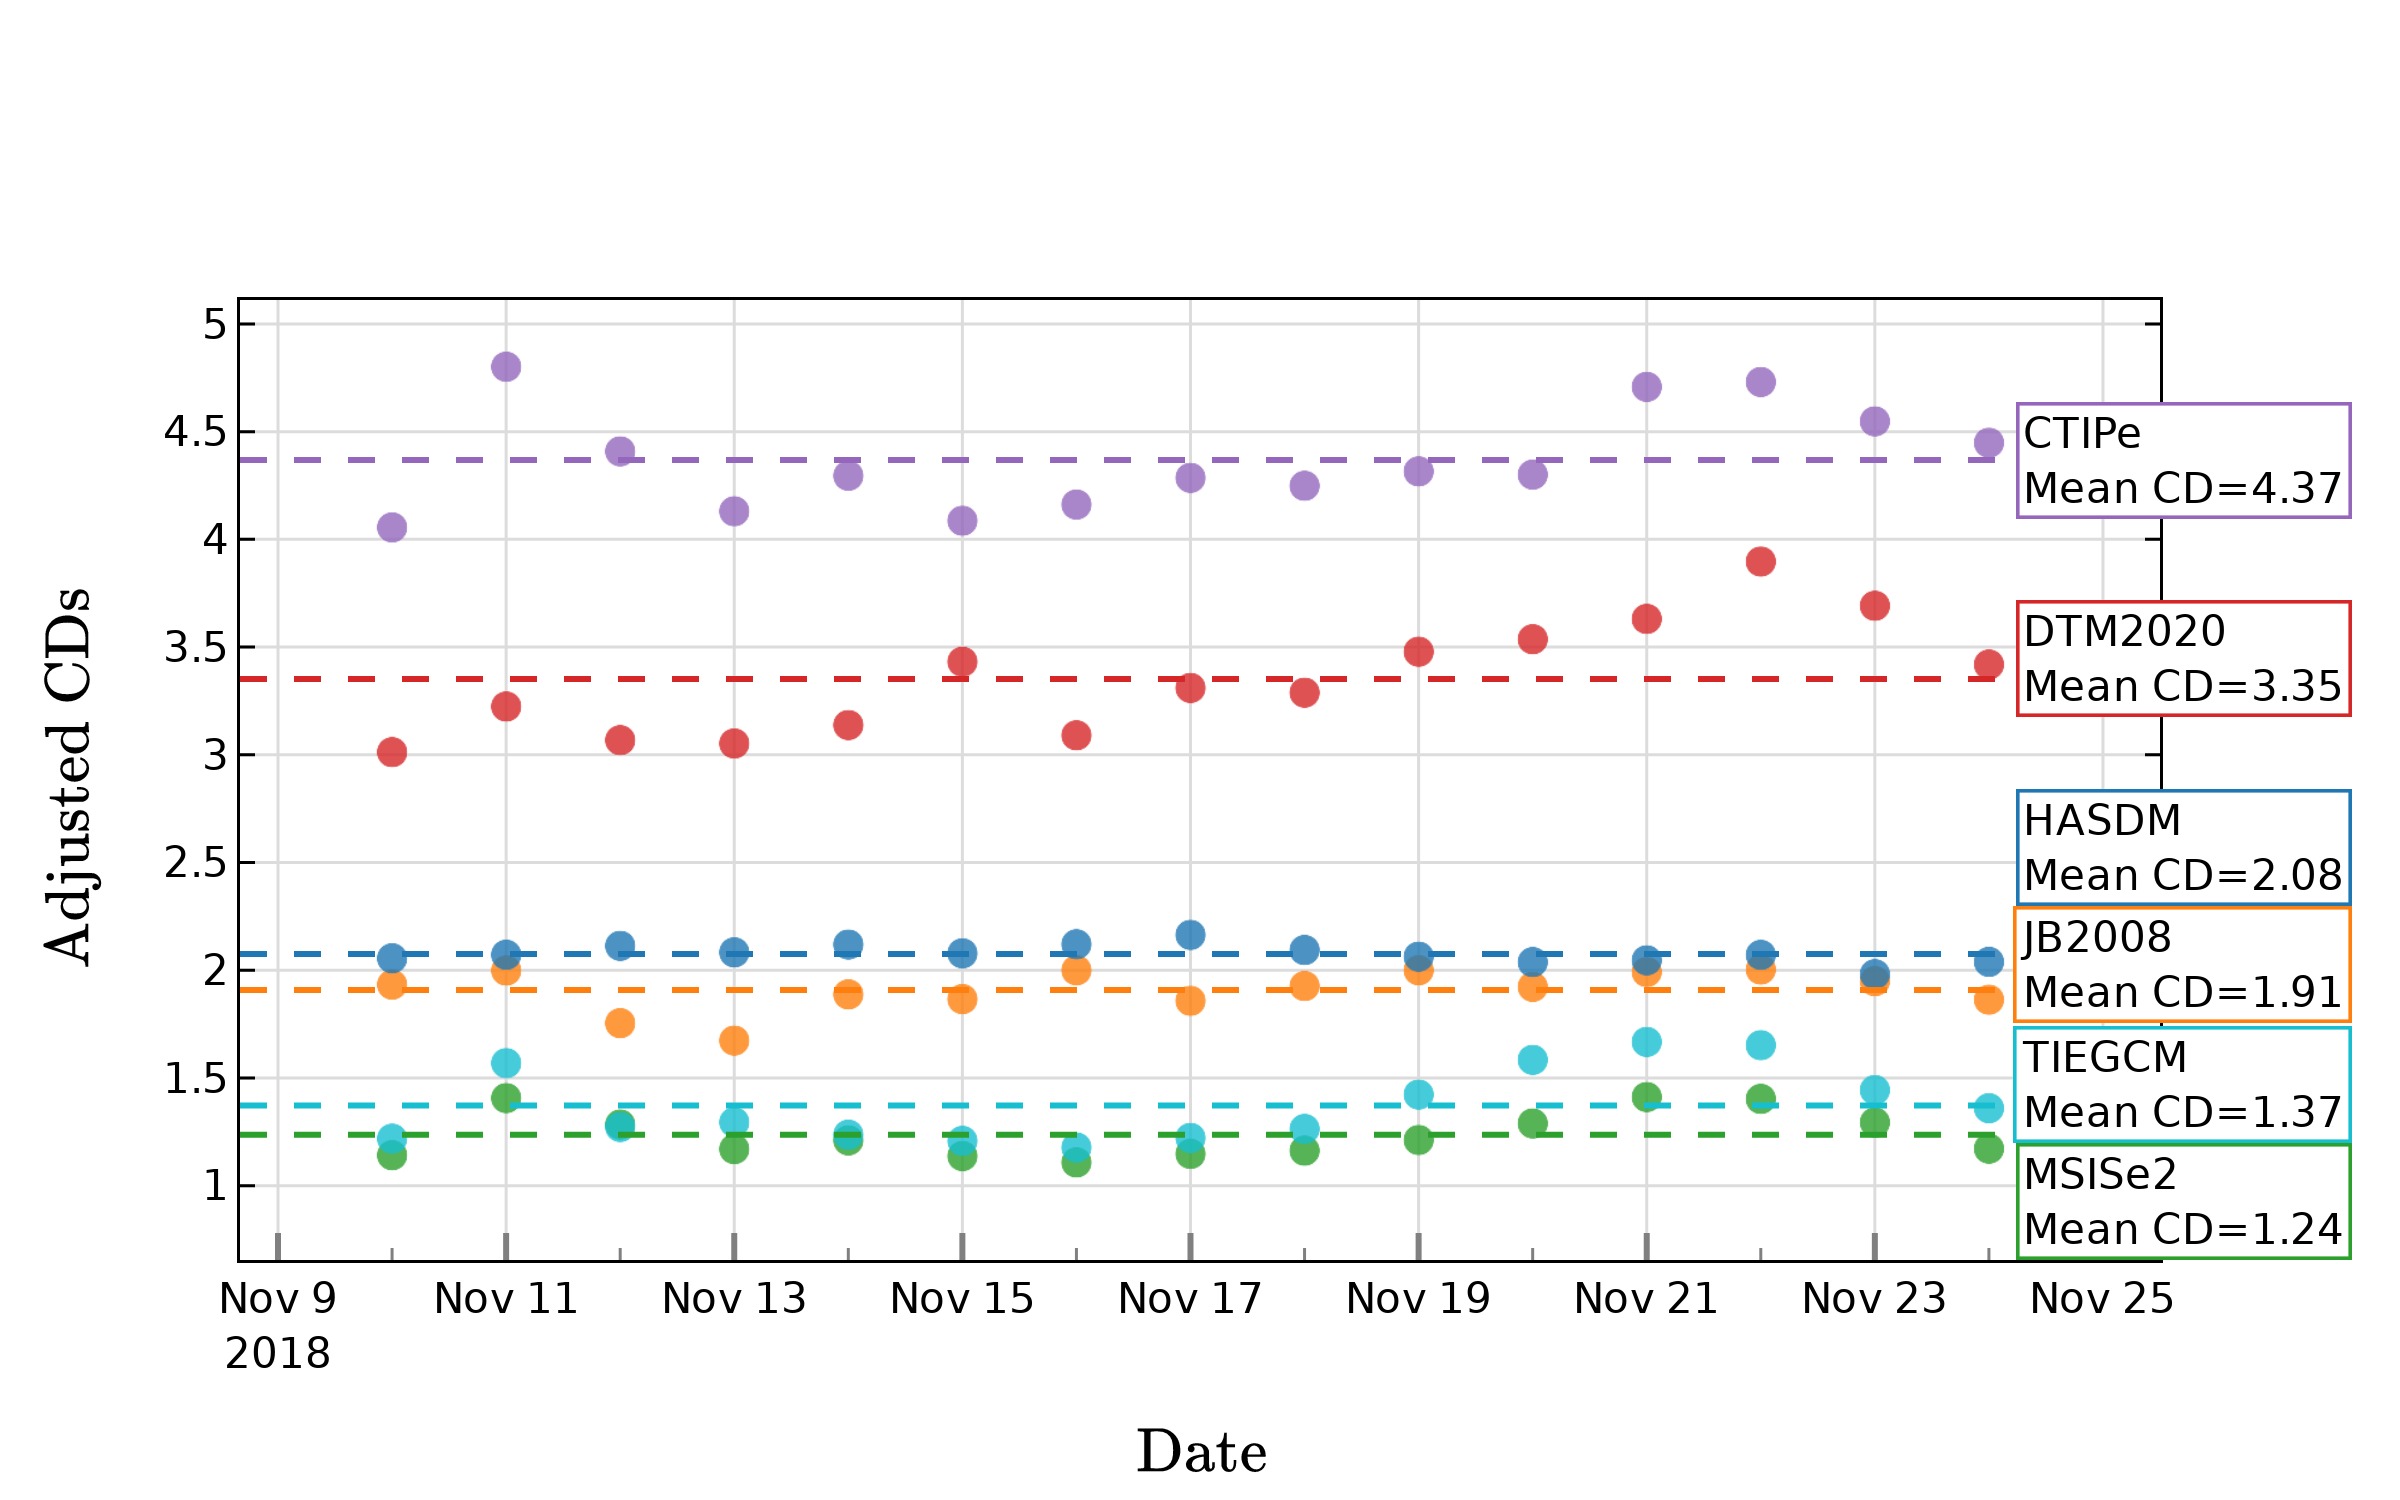 Adjusted CDs
5
4.5
4
3.5
3
2.5
2
1.5
1
CTIPe
Mean CD=4.37
DTM2020
Mean CD=3.35
HASDM
Mean CD=2.08
JB2008
Mean CD=1.91
TIEGCM
Mean CD=1.37
MSISe2
Mean CD=1.24
Nov 9 Nov 11 Nov 13 Nov 15 Nov 17 Nov 19 Nov 21 Nov 23 Nov 25
2018
Date